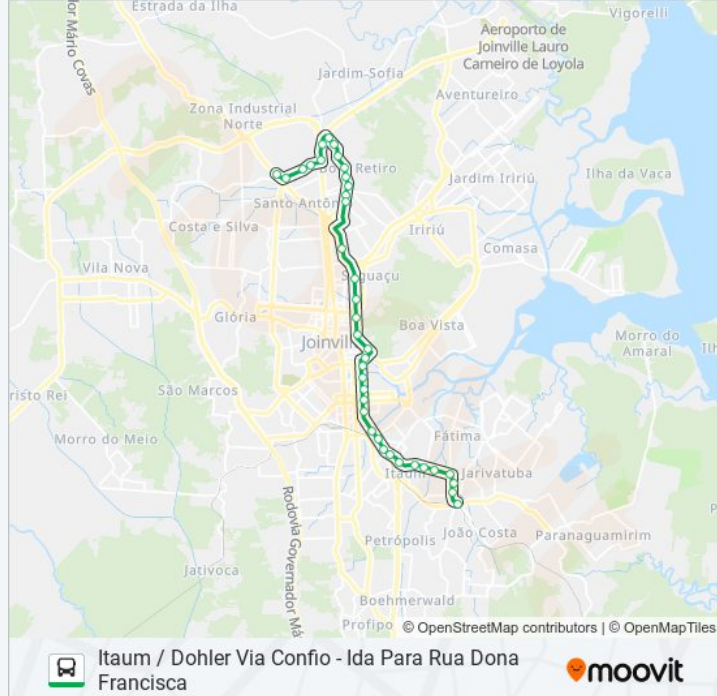 Estrada da Ilha
Vigorelli
dor Mário Covas
Aeroporto de
Joinville Lauro
Carneiro de Loyola
Jardim-Sofia
Aventureiro
Zona Industrial
Norte
Bom Retiro
Jardim Iririú
Ilha da Vaca
Santo Antôn
Costa e Silva
Iririú
Comasa
Vila Nova
Saguaçu
Glória
Boa Vista
Joinville
Morro do
Amaral
Ilh
risto Rei
São Marcos
Morro do Meio
Fátima
Itaum
Jarivatuba
Rodovia Governador Má
Petrópolis
João Costa
Paranaguamirim
P
Jativoca
Boehmerwald
Profipo
© OpenStreetMap contributors | © OpenMapTiles
Itaum / Dohler Via Confio - Ida Para Rua Dona
Francisca
moovit